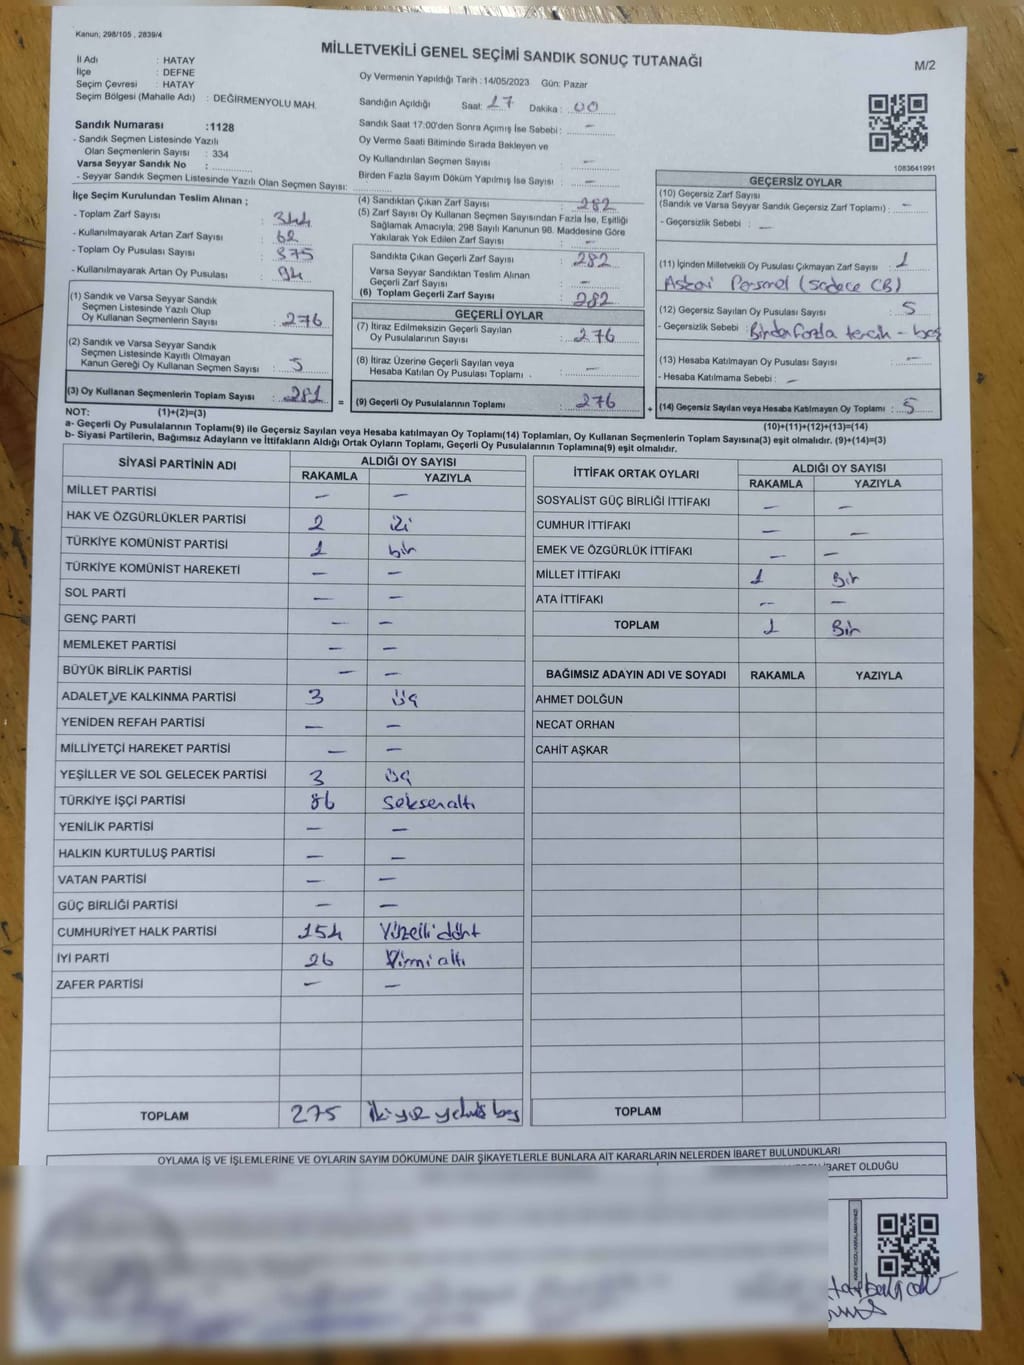 Kanun; 298/105 , 2839/4
MİLLETVEKİLİ GENEL SEÇİMİ SANDIK SONUÇ TUTANAĞI
M/2
İl Adı : HATAY
İlçe : DEFNE
Seçim Çevresi : HATAY
Seçim Bölgesi (Mahalle Adı) : DEĞİRMENYOLU MAH.
Sandık Numarası :1128
- Sandık Seçmen Listesinde Yazılı
Olan Seçmenlerin Sayısı : 334
Varsa Seyyar Sandık No :
- Seyyar Sandık Seçmen Listesinde Yazılı Olan Seçmen Sayısı:
Oy Vermenin Yapıldığı Tarih : 14/05/2023 Gün: Pazar
Sandığın Açıldığı Saat: 17 Dakika : 00
Sandık Saat 17:00'den Sonra Açımış İse Sebebi : –
Oy Verme Saati Bitiminde Sırada Bekleyen ve
Oy Kullandırılan Seçmen Sayısı : –
Birden Fazla Sayım Döküm Yapılmış İse Sayısı : –
1083641991
İlçe Seçim Kurulundan Teslim Alınan ;
- Toplam Zarf Sayısı : 344
- Kullanılmayarak Artan Zarf Sayısı : 62
- Toplam Oy Pusulası Sayısı : 375
- Kullanılmayarak Artan Oy Pusulası : 94
(1) Sandık ve Varsa Seyyar Sandık
Seçmen Listesinde Yazılı Olup
Oy Kullanan Seçmenlerin Sayısı : 276
(2) Sandık ve Varsa Seyyar Sandık
Seçmen Listesinde Kayıtlı Olmayan
Kanun Gereği Oy Kullanan Seçmen Sayısı : 5
(3) Oy Kullanan Seçmenlerin Toplam Sayısı : 281 =
(4) Sandıktan Çıkan Zarf Sayısı : 282
(5) Zarf Sayısı Oy Kullanan Seçmen Sayısından Fazla İse, Eşitliği
Sağlamak Amacıyla, 298 Sayılı Kanunun 98. Maddesine Göre
Yakılarak Yok Edilen Zarf Sayısı : –
Sandıkta Çıkan Geçerli Zarf Sayısı : 282
Varsa Seyyar Sandıktan Teslim Alınan
Geçerli Zarf Sayısı : –
(6) Toplam Geçerli Zarf Sayısı : 282
GEÇERLİ OYLAR
(7) İtiraz Edilmeksizin Geçerli Sayılan
Oy Pusulalarının Sayısı : 276
(8) İtiraz Üzerine Geçerli Sayılan veya
Hesaba Katılan Oy Pusulası Toplamı . : –
(9) Geçerli Oy Pusulalarının Toplamı : 276 +
GEÇERSİZ OYLAR
(10) Geçersiz Zarf Sayısı
(Sandık ve Varsa Seyyar Sandık Geçersiz Zarf Toplamı) : –
- Geçersizlik Sebebi : –
(11) İçinden Milletvekili Oy Pusulası Çıkmayan Zarf Sayısı : 1
Askeri Personel (sadece CB)
(12) Geçersiz Sayılan Oy Pusulası Sayısı : 5
- Geçersizlik Sebebi : Birden fazla tercih - beş
(13) Hesaba Katılmayan Oy Pusulası Sayısı : –
- Hesaba Katılmama Sebebi : –
(14) Geçersiz Sayılan veya Hesaba Katılmayan Oy Toplamı : 5
NOT: (1)+(2)=(3)
(10)+(11)+(12)+(13)=(14)
a- Geçerli Oy Pusulalarının Toplamı(9) ile Geçersiz Sayılan veya Hesaba katılmayan Oy Toplamı(14) Toplamları, Oy Kullanan Seçmenlerin Toplam Sayısına(3) eşit olmalıdır. (9)+(14)=(3)
b- Siyasi Partilerin, Bağımsız Adayların ve İttifakların Aldığı Ortak Oyların Toplamı, Geçerli Oy Pusulalarının Toplamına(9) eşit olmalıdır.
SİYASİ PARTİNİN ADI ALDIĞI OY SAYISI
RAKAMLA YAZIYLA
MİLLET PARTİSİ – –
HAK VE ÖZGÜRLÜKLER PARTİSİ 2 iki
TÜRKİYE KOMÜNİST PARTİSİ 1 bir
TÜRKİYE KOMÜNİST HAREKETİ – –
SOL PARTİ – –
GENÇ PARTİ – –
MEMLEKET PARTİSİ – –
BÜYÜK BİRLİK PARTİSİ – –
ADALET VE KALKINMA PARTİSİ 3 üç
YENİDEN REFAH PARTİSİ – –
MİLLİYETÇİ HAREKET PARTİSİ – –
YEŞİLLER VE SOL GELECEK PARTİSİ 3 üç
TÜRKİYE İŞÇİ PARTİSİ 86 seksenaltı
YENİLİK PARTİSİ – –
HALKIN KURTULUŞ PARTİSİ – –
VATAN PARTİSİ – –
GÜÇ BİRLİĞİ PARTİSİ – –
CUMHURİYET HALK PARTİSİ 154 Yüzelli dört
İYİ PARTİ 26 Yirmi altı
ZAFER PARTİSİ – –
TOPLAM 275 iki yüz yetmiş beş
İTTİFAK ORTAK OYLARI ALDIĞI OY SAYISI
RAKAMLA YAZIYLA
SOSYALİST GÜÇ BİRLİĞİ İTTİFAKI – –
CUMHUR İTTİFAKI – –
EMEK VE ÖZGÜRLÜK İTTİFAKI – –
MİLLET İTTİFAKI 1 Bir
ATA İTTİFAKI – –
TOPLAM 1 Bir
BAĞIMSIZ ADAYIN ADI VE SOYADI RAKAMLA YAZIYLA
AHMET DOLĞUN
NECAT ORHAN
CAHİT AŞKAR
TOPLAM
OYLAMA İŞ VE İŞLEMLERİNE VE OYLARIN SAYIM DÖKÜMÜNE DAİR ŞİKAYETLERLE BUNLARA AİT KARARLARIN NELERDEN İBARET BULUNDUKLARI
İBARET OLDUĞU